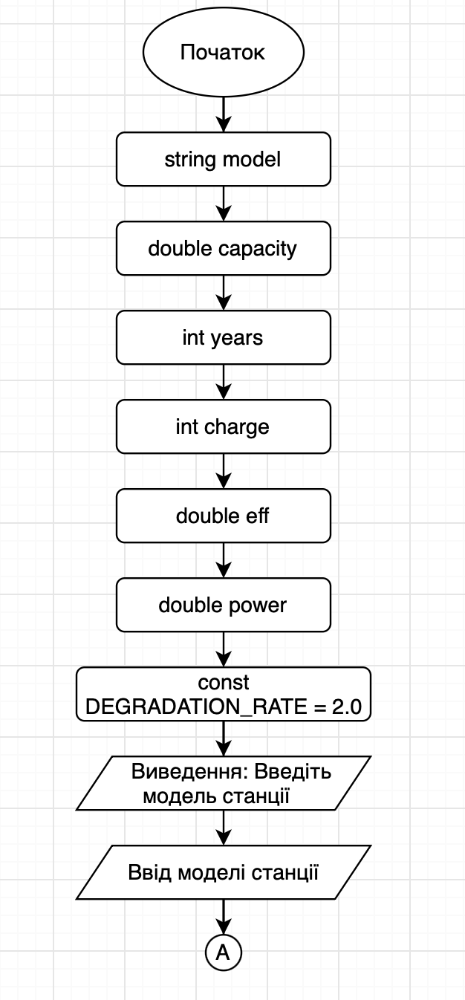 Початок
string model
double capacity
int years
int charge
double eff
double power
const
DEGRADATION_RATE = 2.0
Виведення: Введіть
модель станції
Ввід моделі станції
A